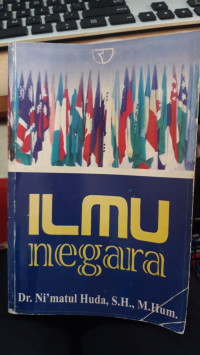 ILMU
negara
Dr. Ni'matul Huda, S.H., M.Hum.